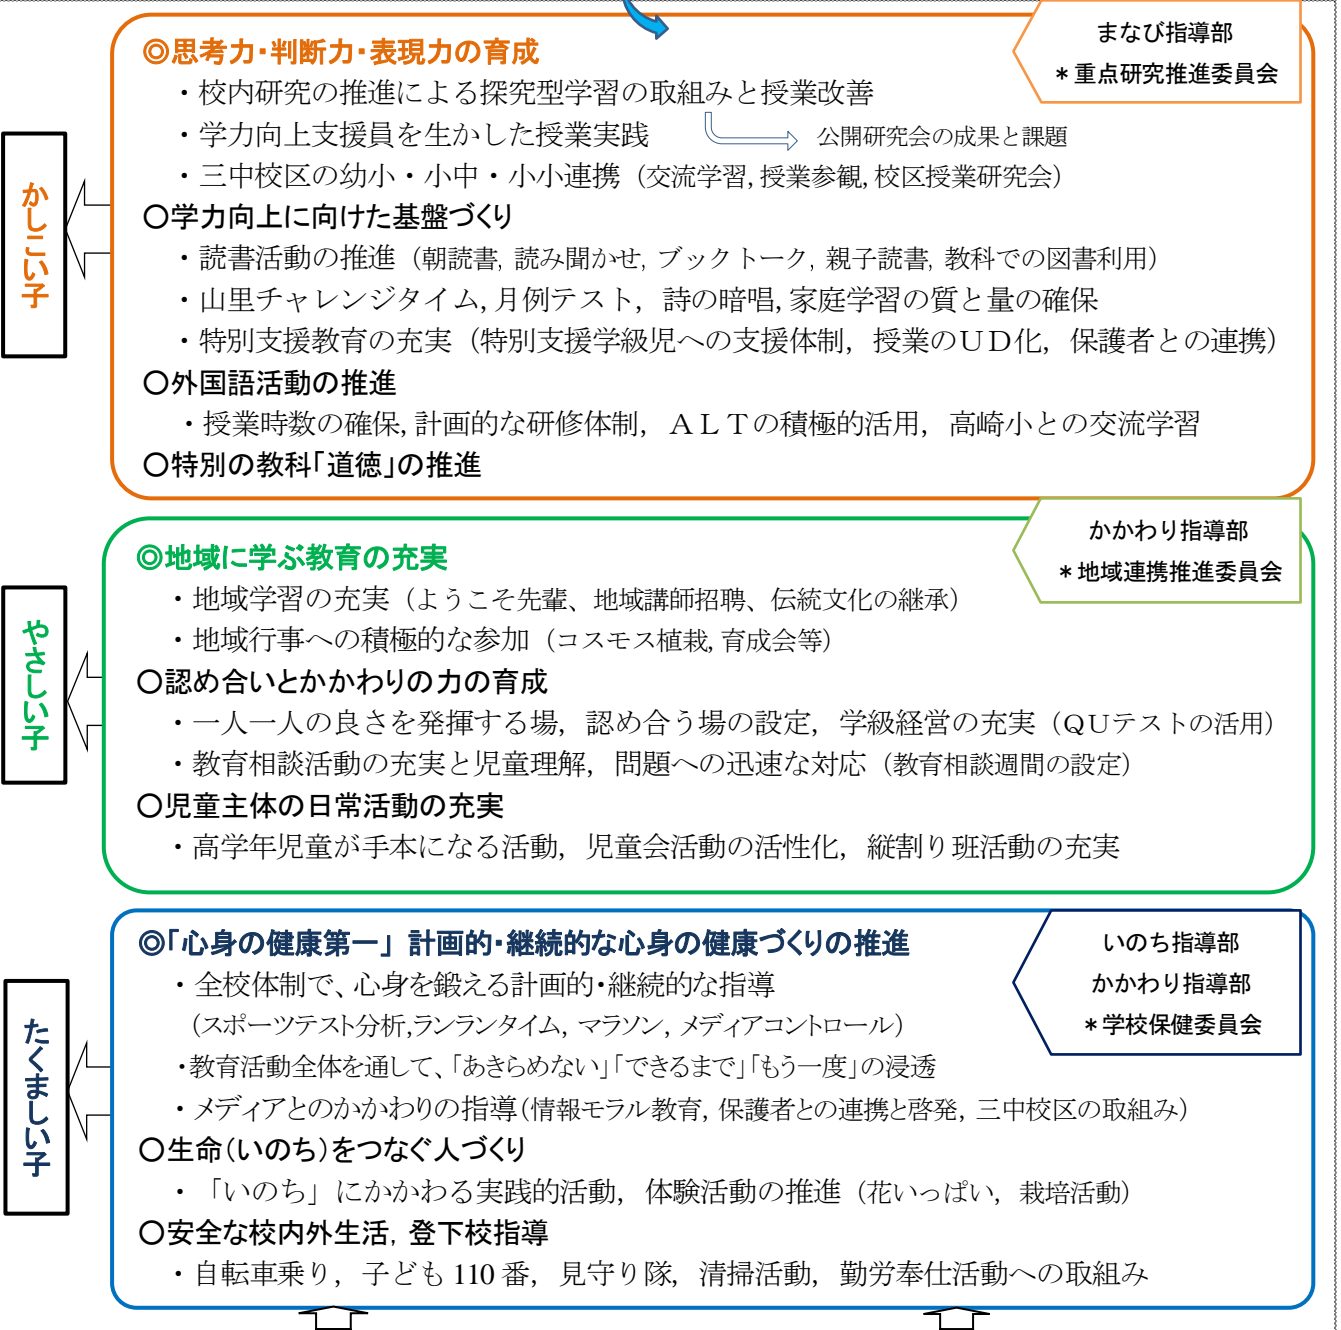 かしこい子
◎思考力・判断力・表現力の育成
まなび指導部
＊重点研究推進委員会
・校内研究の推進による探究型学習の取組みと授業改善
・学力向上支援員を生かした授業実践
公開研究会の成果と課題
・三中校区の幼小・小中・小小連携（交流学習,授業参観,校区授業研究会）
○学力向上に向けた基盤づくり
・読書活動の推進（朝読書, 読み聞かせ, ブックトーク, 親子読書, 教科での図書利用）
・山里チャレンジタイム, 月例テスト，詩の暗唱, 家庭学習の質と量の確保
・特別支援教育の充実（特別支援学級児への支援体制，授業のＵＤ化，保護者との連携）
○外国語活動の推進
・授業時数の確保, 計画的な研修体制，ＡＬＴの積極的活用，高崎小との交流学習
○特別の教科「道徳」の推進
やさしい子
◎地域に学ぶ教育の充実
かかわり指導部
＊地域連携推進委員会
・地域学習の充実（ようこそ先輩、地域講師招聘、伝統文化の継承）
・地域行事への積極的な参加（コスモス植栽, 育成会等）
○認め合いとかかわりの力の育成
・一人一人の良さを発揮する場，認め合う場の設定，学級経営の充実（QUテストの活用）
・教育相談活動の充実と児童理解，問題への迅速な対応（教育相談週間の設定）
○児童主体の日常活動の充実
・高学年児童が手本になる活動，児童会活動の活性化，縦割り班活動の充実
たくましい子
◎「心身の健康第一」 計画的・継続的な心身の健康づくりの推進
いのち指導部
かかわり指導部
＊学校保健委員会
・全校体制で、心身を鍛える計画的・継続的な指導
（スポーツテスト分析,ランランタイム, マラソン, メディアコントロール）
・教育活動全体を通して、「あきらめない」「できるまで」「もう一度」の浸透
・メディアとのかかわりの指導（情報モラル教育, 保護者との連携と啓発, 三中校区の取組み）
○生命（いのち）をつなぐ人づくり
・「いのち」にかかわる実践的活動，体験活動の推進（花いっぱい，栽培活動）
○安全な校内外生活, 登下校指導
・自転車乗り，子ども 110 番，見守り隊，清掃活動，勤労奉仕活動への取組み